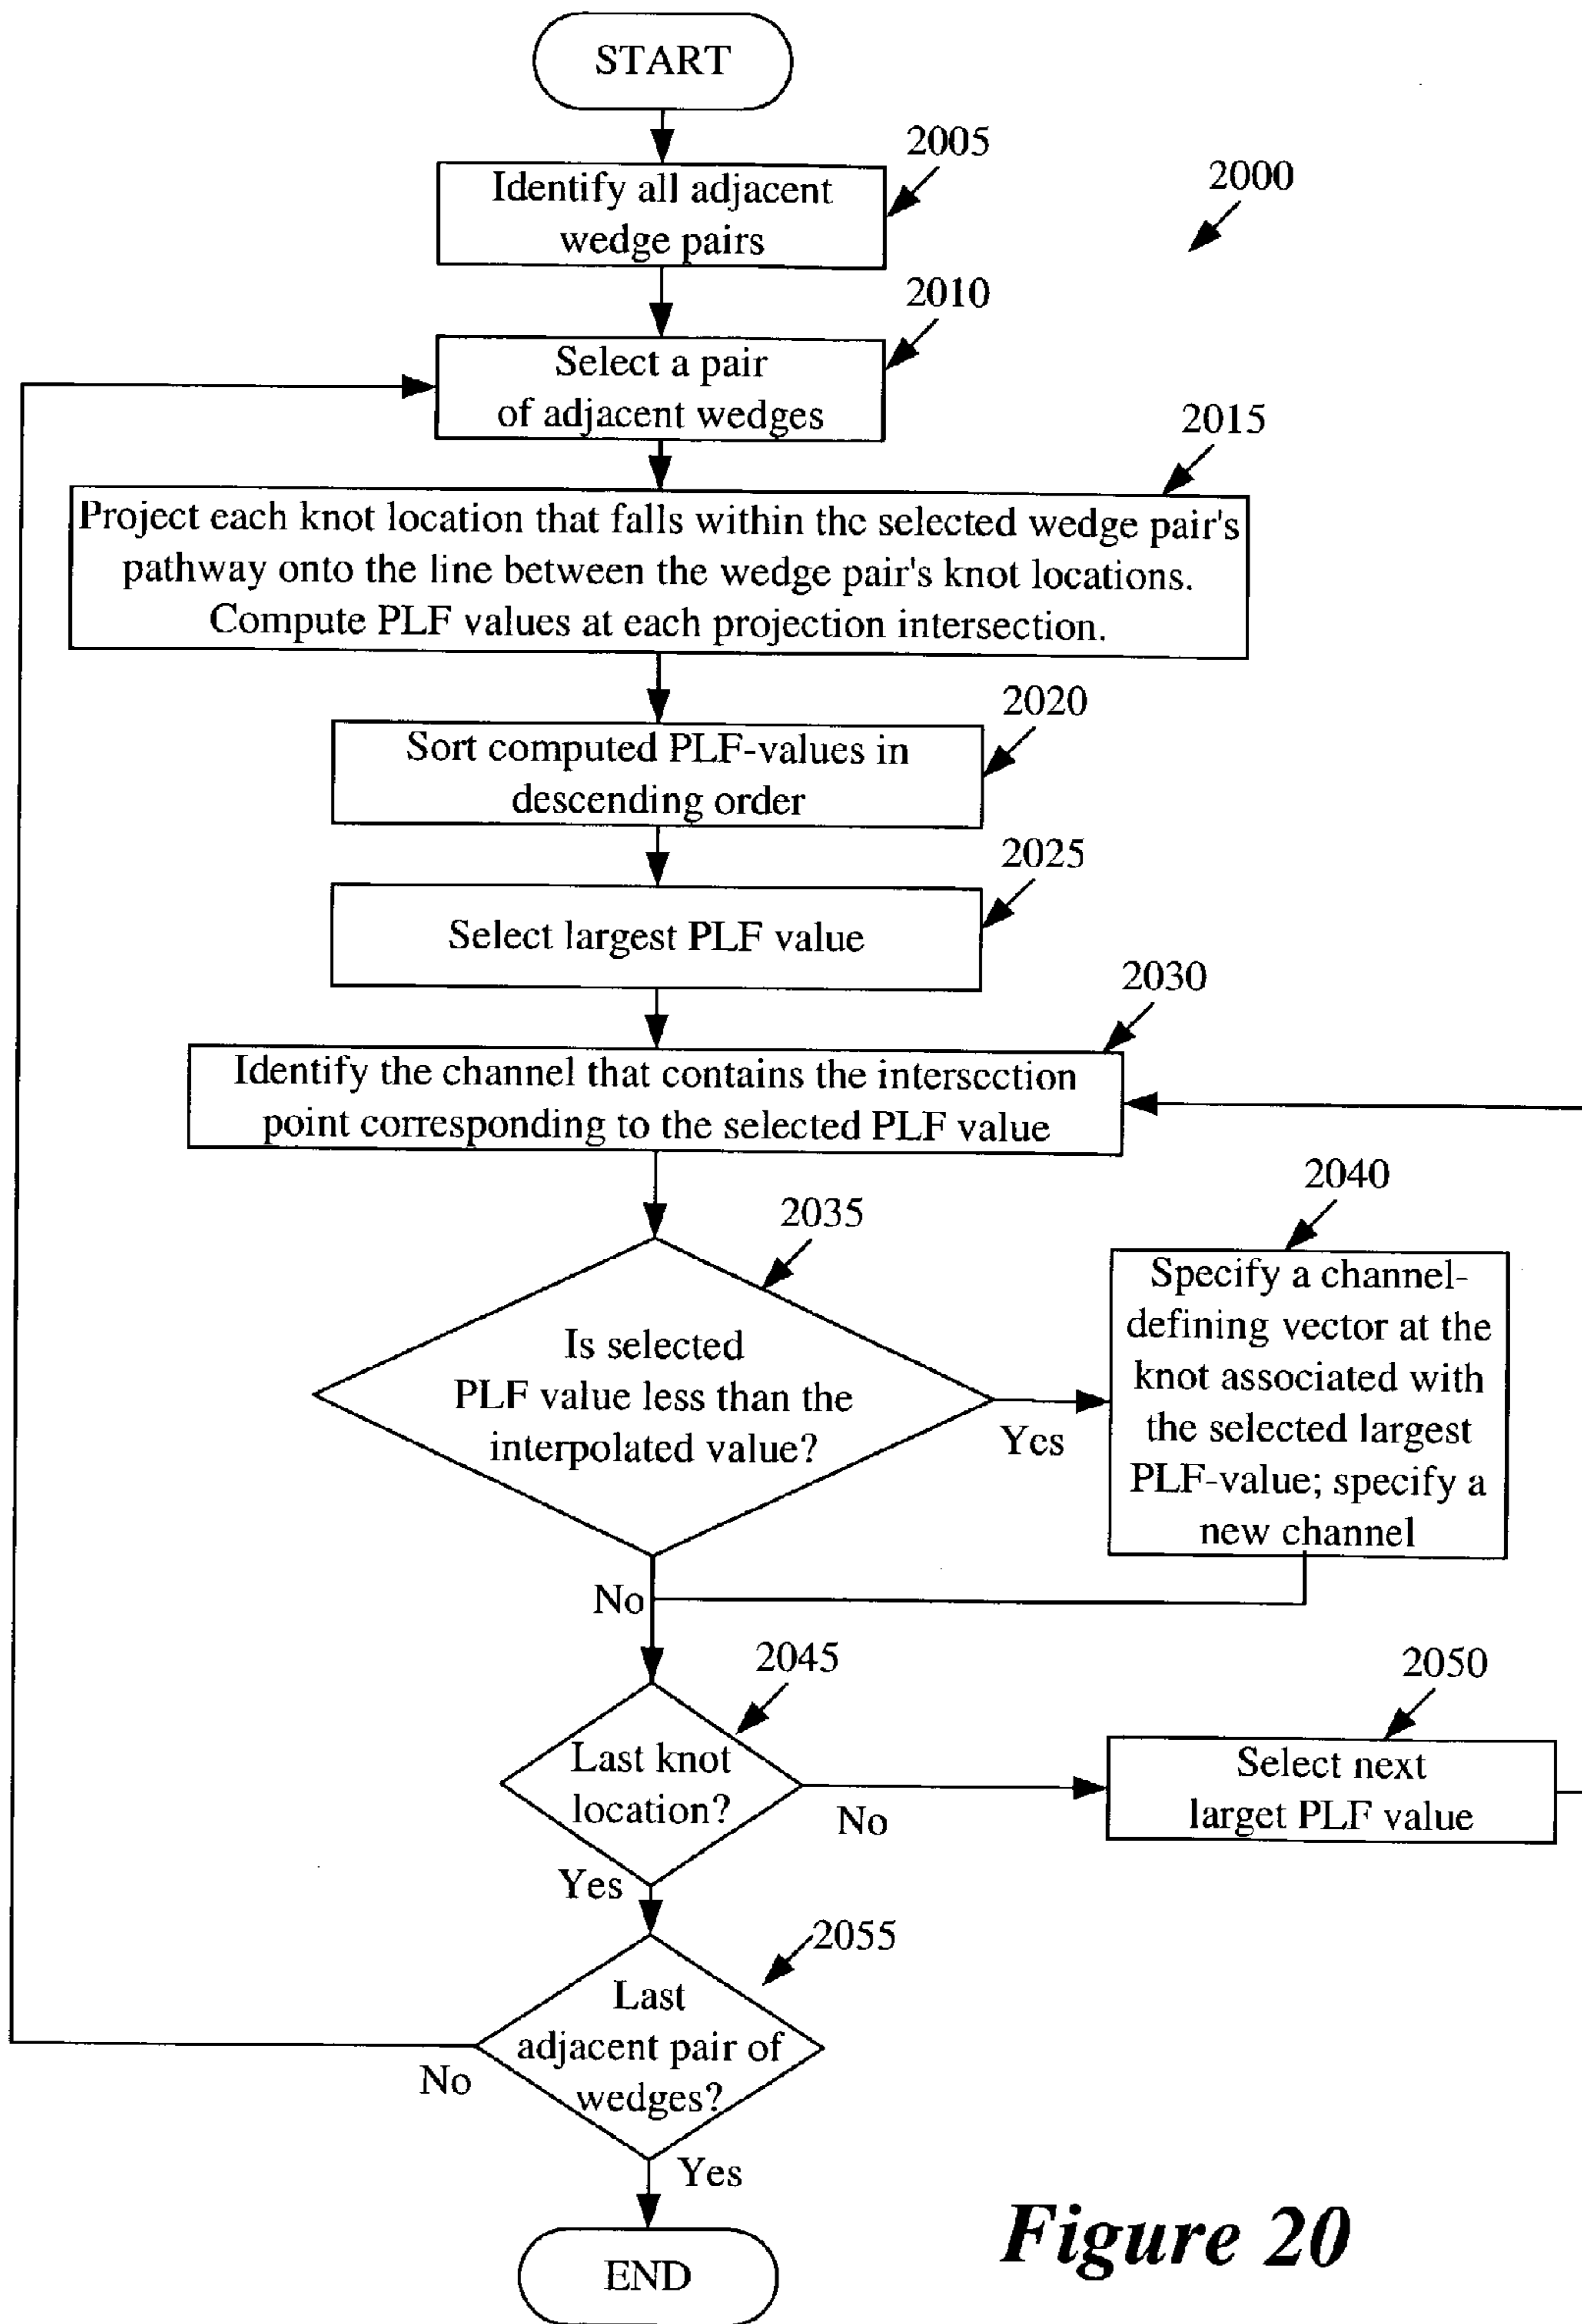 START
2005
Identify all adjacent
wedge pairs
2000
2010
Select a pair
of adjacent wedges
2015
Project each knot location that falls within the selected wedge pair's
pathway onto the line between the wedge pair's knot locations.
Compute PLF values at each projection intersection.
2020
Sort computed PLF-values in
descending order
2025
Select largest PLF value
2030
Identify the channel that contains the intersection
point corresponding to the selected PLF value
2035
Is selected
PLF value less than the
interpolated value?
Yes
2040
Specify a channel-
defining vector at the
knot associated with
the selected largest
PLF-value; specify a
new channel
No
2045
Last knot
location?
No
2050
Select next
larget PLF value
Yes
2055
Last
adjacent pair of
wedges?
No
Yes
END
Figure 20